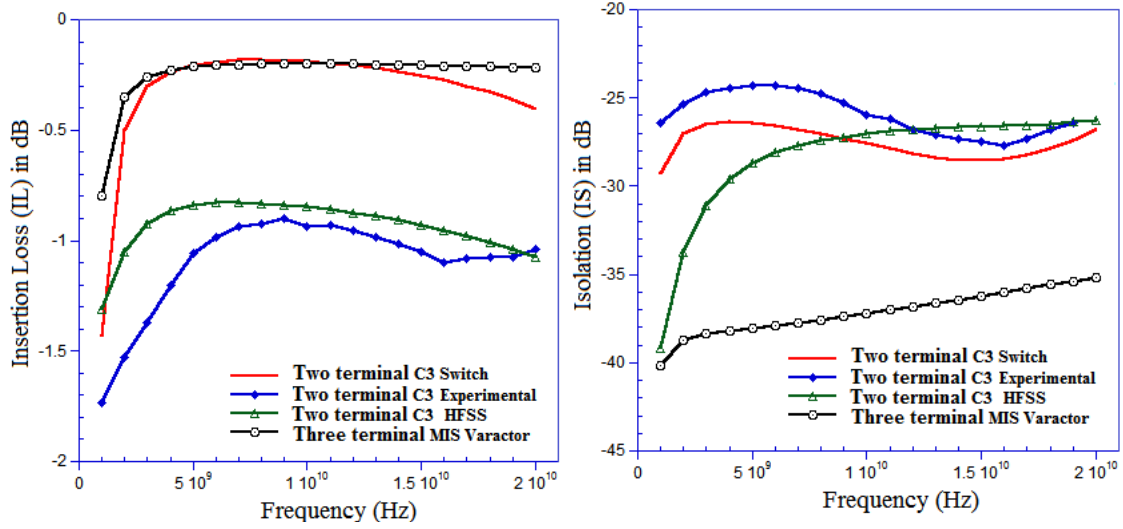 0
-0.5
-1
-1.5
-2
Insertion Loss (IL) in dB
Two terminal C3 Switch
Two terminal C3 Experimental
Two terminal C3 HFSS
Three terminal MIS Varactor
0
5 10^9
1 10^10
1.5 10^10
2 10^10
Frequency (Hz)
-20
-25
-30
-35
-40
-45
Isolation (IS) in dB
Two terminal C3 Switch
Two terminal C3 Experimental
Two terminal C3 HFSS
Three terminal MIS Varactor
0
5 10^9
1 10^10
1.5 10^10
2 10^10
Frequency (Hz)